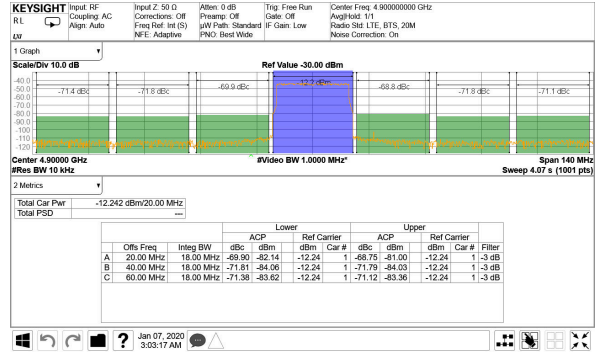 KEYSIGHT Input: RF Input Z: 50 Ω Atten: 0 dB Trig: Free Run Center Freq: 4.900000000 GHz
RL Coupling: AC Corrections: Off Preamp: Off Gate: Off Avg|Hold: 1/1
Align: Auto Freq Ref: Int (S) µW Path: Standard IF Gain: Low Radio Std: LTE, BTS, 20M
LXI NFE: Adaptive PNO: Best Wide Noise Correction: On
1 Graph
Scale/Div 10.0 dB Ref Value -30.00 dBm
-40.0
-50.0
-60.0
-70.0
-80.0
-90.0
-100
-110
-120
-71.4 dBc -71.8 dBc -69.9 dBc -12.2 dBm -68.8 dBc -71.8 dBc -71.1 dBc
Center 4.90000 GHz #Video BW 1.0000 MHz* Span 140 MHz
#Res BW 10 kHz Sweep 4.07 s (1001 pts)
2 Metrics
Total Car Pwr -12.242 dBm/20.00 MHz
Total PSD ---
Lower Upper
ACP Ref Carrier ACP Ref Carrier
Offs Freq Integ BW dBc dBm dBm Car # dBc dBm dBm Car # Filter
A 20.00 MHz 18.00 MHz -69.90 -82.14 -12.24 1 -68.75 -81.00 -12.24 1 -3 dB
B 40.00 MHz 18.00 MHz -71.81 -84.06 -12.24 1 -71.79 -84.03 -12.24 1 -3 dB
C 60.00 MHz 18.00 MHz -71.38 -83.62 -12.24 1 -71.12 -83.36 -12.24 1 -3 dB
? Jan 07, 2020
3:03:17 AM